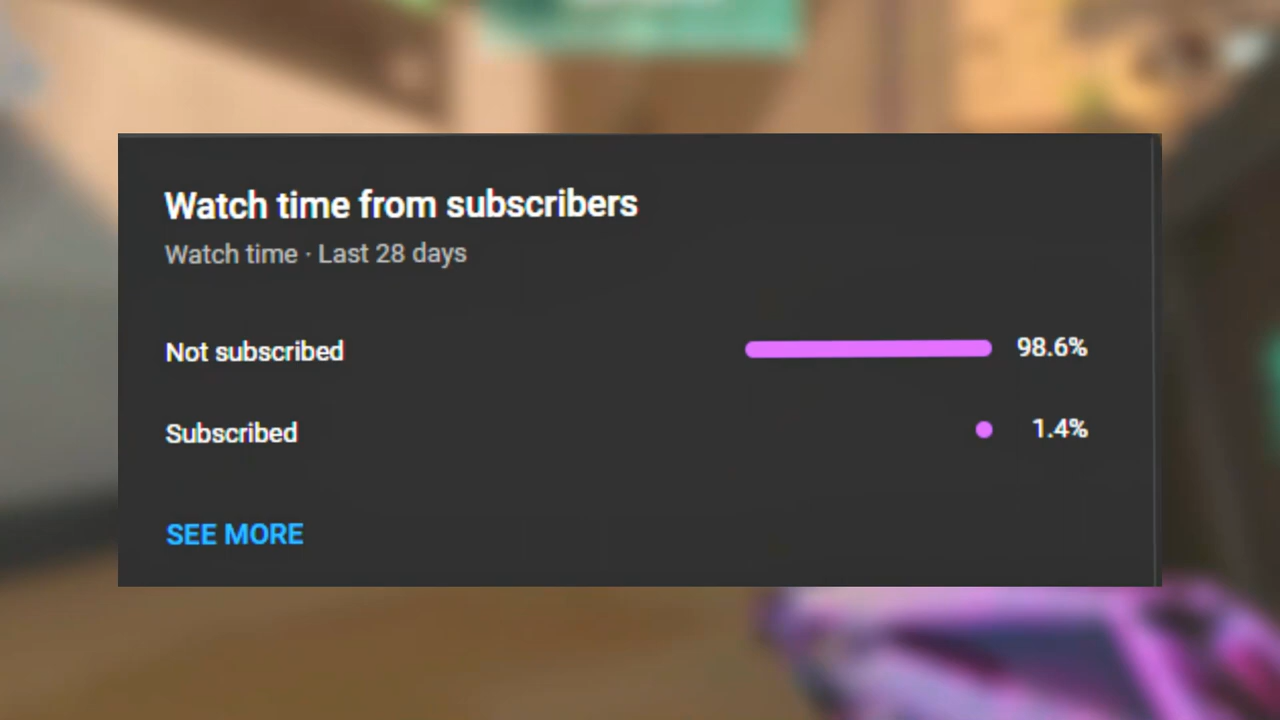 Watch time from subscribers
Watch time · Last 28 days
Not subscribed 98.6%
Subscribed 1.4%
SEE MORE